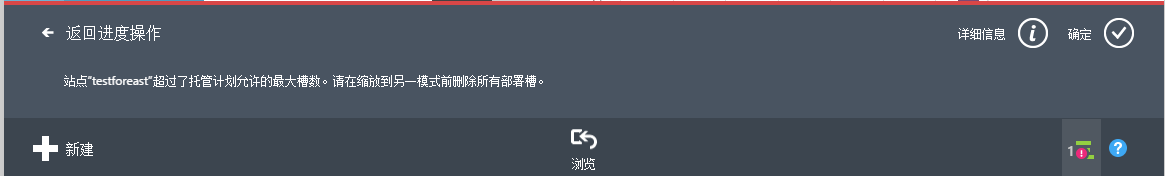 返回进度操作
详细信息
确定
站点"testforeast"超过了托管计划允许的最大槽数。请在缩放到另一模式前删除所有部署槽。
新建
浏览
1